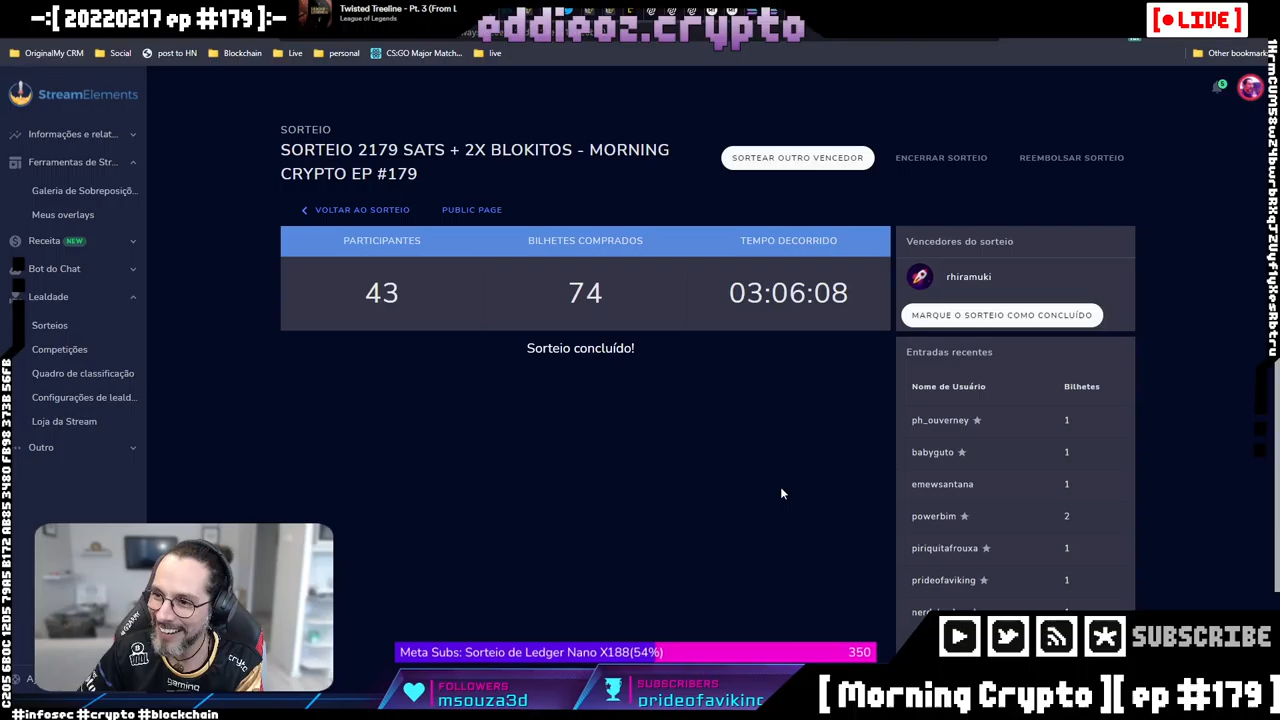 —:[ 20220217 ep #179]:—
Twisted Treeline - Pt. 3 (From L
League of Legends
eddieoz.crypto
[● LIVE ]
OriginalMy CRM
Social
post to HN
Blockchain
Live
personal
CS:GO Major Match...
live
Other bookmark
StreamElements
5
Informações e relat...
Ferramentas de Str...
Galeria de Sobreposiçõ...
Meus overlays
Receita NEW
Bot do Chat
Lealdade
Sorteios
Competições
Quadro de classificação
Configurações de leald...
Loja da Stream
Outro
SORTEIO
SORTEIO 2179 SATS + 2X BLOKITOS - MORNING
CRYPTO EP #179
SORTEAR OUTRO VENCEDOR
ENCERRAR SORTEIO
REEMBOLSAR SORTEIO
VOLTAR AO SORTEIO
PUBLIC PAGE
PARTICIPANTES
BILHETES COMPRADOS
TEMPO DECORRIDO
43
74
03:06:08
Sorteio concluído!
Vencedores do sorteio
rhiramuki
MARQUE O SORTEIO COMO CONCLUÍDO
Entradas recentes
Nome de Usuário
Bilhetes
ph_ouverney
1
babyguto
1
emewsantana
1
powerbim
2
piriquitafrouxa
1
prideofaviking
1
Meta Subs: Sorteio de Ledger Nano X188(54%)
350
FOLLOWERS
msouza3d
SUBSCRIBERS
prideofaviking
SUBSCRIBE
[ Morning Crypto ][ ep #179 ]
#infosec #crypto #blockchain